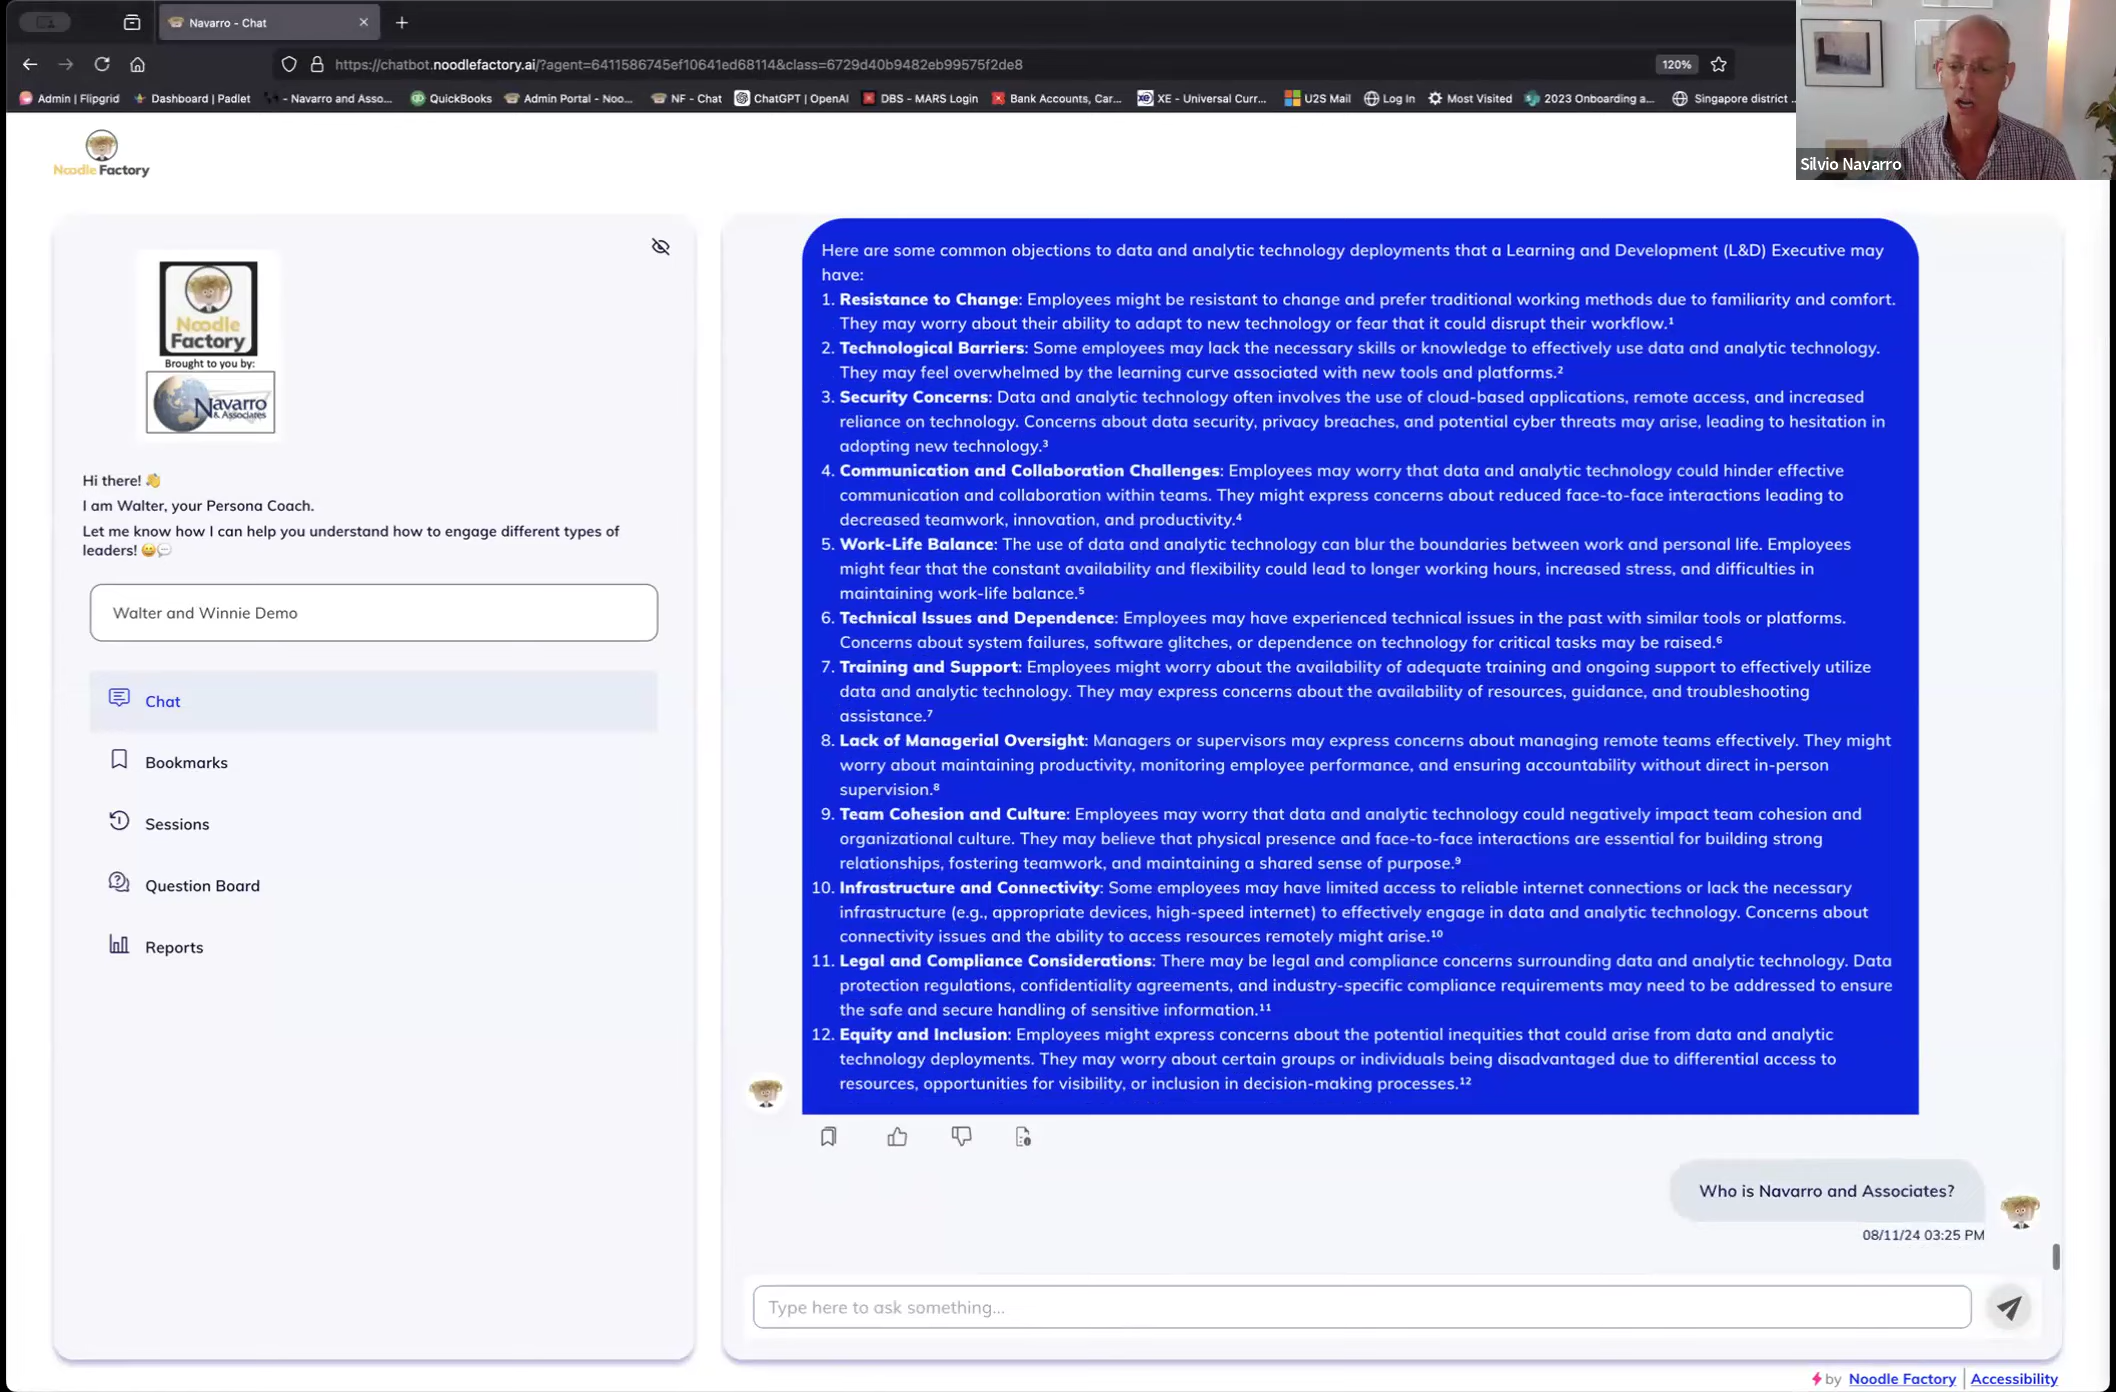 Navarro - Chat
https://chatbot.noodlefactory.ai/?agent=6411586745ef10641ed68114&class=6729d40b9482eb99575f2de8
120%
Admin | Flipgrid
Dashboard | Padlet
- Navarro and Asso...
QuickBooks
Admin Portal - Noo...
NF - Chat
ChatGPT | OpenAI
DBS - MARS Login
Bank Accounts, Car...
XE - Universal Curr...
U2S Mail
Log In
Most Visited
2023 Onboarding a...
Singapore district ...
Silvio Navarro
Noodle Factory
Noodle
Factory
Brought to you by:
Navarro
& Associates
Hi there! 👋
I am Walter, your Persona Coach.
Let me know how I can help you understand how to engage different types of
leaders! 😀💬
Walter and Winnie Demo
Chat
Bookmarks
Sessions
Question Board
Reports
Here are some common objections to data and analytic technology deployments that a Learning and Development (L&D) Executive may
have:
1. Resistance to Change: Employees might be resistant to change and prefer traditional working methods due to familiarity and comfort.
They may worry about their ability to adapt to new technology or fear that it could disrupt their workflow.¹
2. Technological Barriers: Some employees may lack the necessary skills or knowledge to effectively use data and analytic technology.
They may feel overwhelmed by the learning curve associated with new tools and platforms.²
3. Security Concerns: Data and analytic technology often involves the use of cloud-based applications, remote access, and increased
reliance on technology. Concerns about data security, privacy breaches, and potential cyber threats may arise, leading to hesitation in
adopting new technology.³
4. Communication and Collaboration Challenges: Employees may worry that data and analytic technology could hinder effective
communication and collaboration within teams. They might express concerns about reduced face-to-face interactions leading to
decreased teamwork, innovation, and productivity.⁴
5. Work-Life Balance: The use of data and analytic technology can blur the boundaries between work and personal life. Employees
might fear that the constant availability and flexibility could lead to longer working hours, increased stress, and difficulties in
maintaining work-life balance.⁵
6. Technical Issues and Dependence: Employees may have experienced technical issues in the past with similar tools or platforms.
Concerns about system failures, software glitches, or dependence on technology for critical tasks may be raised.⁶
7. Training and Support: Employees might worry about the availability of adequate training and ongoing support to effectively utilize
data and analytic technology. They may express concerns about the availability of resources, guidance, and troubleshooting
assistance.⁷
8. Lack of Managerial Oversight: Managers or supervisors may express concerns about managing remote teams effectively. They might
worry about maintaining productivity, monitoring employee performance, and ensuring accountability without direct in-person
supervision.⁸
9. Team Cohesion and Culture: Employees may worry that data and analytic technology could negatively impact team cohesion and
organizational culture. They may believe that physical presence and face-to-face interactions are essential for building strong
relationships, fostering teamwork, and maintaining a shared sense of purpose.⁹
10. Infrastructure and Connectivity: Some employees may have limited access to reliable internet connections or lack the necessary
infrastructure (e.g., appropriate devices, high-speed internet) to effectively engage in data and analytic technology. Concerns about
connectivity issues and the ability to access resources remotely might arise.¹⁰
11. Legal and Compliance Considerations: There may be legal and compliance concerns surrounding data and analytic technology. Data
protection regulations, confidentiality agreements, and industry-specific compliance requirements may need to be addressed to ensure
the safe and secure handling of sensitive information.¹¹
12. Equity and Inclusion: Employees might express concerns about the potential inequities that could arise from data and analytic
technology deployments. They may worry about certain groups or individuals being disadvantaged due to differential access to
resources, opportunities for visibility, or inclusion in decision-making processes.¹²
Who is Navarro and Associates?
08/11/24 03:25 PM
Type here to ask something...
by Noodle Factory | Accessibility